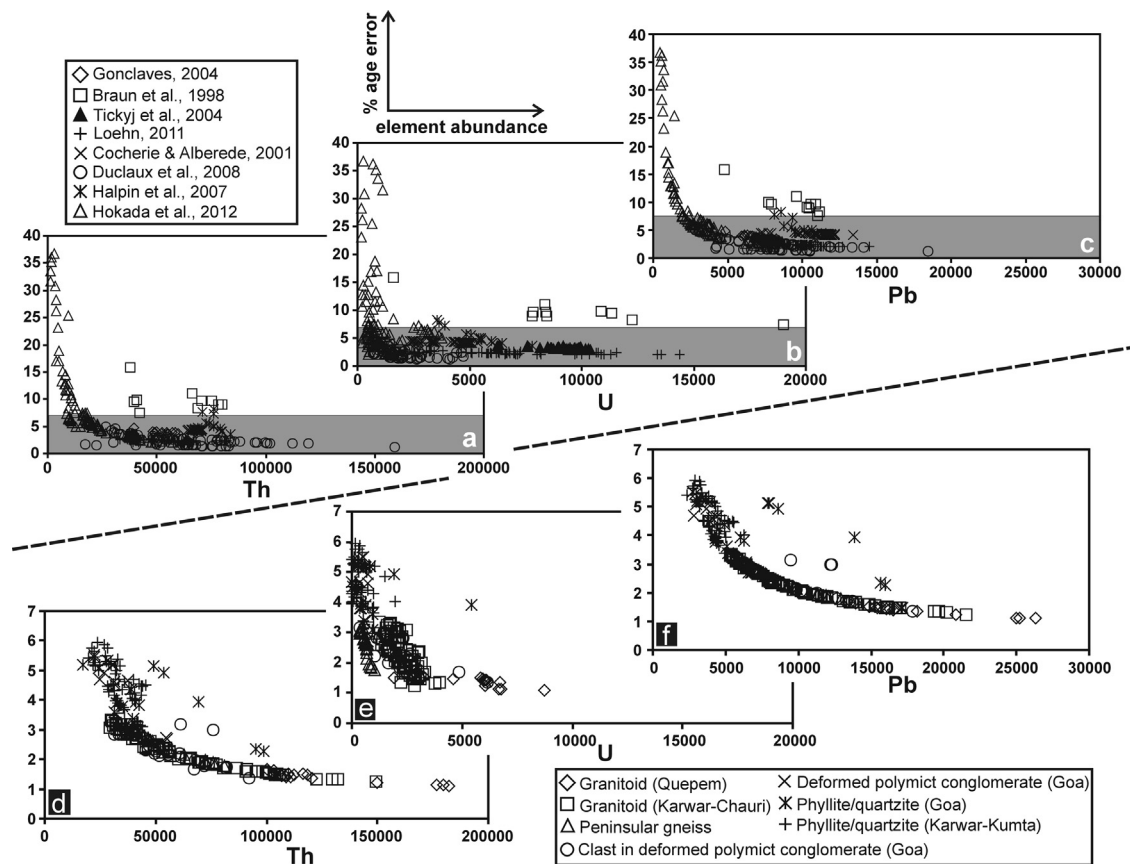 Gonclaves, 2004
Braun et al., 1998
Tickyj et al., 2004
Loehn, 2011
Cocherie & Alberede, 2001
Duclaux et al., 2008
Halpin et al., 2007
Hokada et al., 2012
% age error
element abundance
40
35
30
25
20
15
10
5
0
0
50000
100000
150000
200000
Th
a
40
35
30
25
20
15
10
5
0
0
5000
10000
15000
20000
U
b
40
35
30
25
20
15
10
5
0
0
5000
10000
15000
20000
25000
30000
Pb
c
7
6
5
4
3
2
1
0
0
50000
100000
150000
200000
Th
d
7
6
5
4
3
2
1
0
0
5000
10000
15000
20000
U
e
7
6
5
4
3
2
1
0
0
5000
10000
15000
20000
30000
Pb
f
Granitoid (Quepem)
Granitoid (Karwar-Chauri)
Peninsular gneiss
Clast in deformed polymict conglomerate (Goa)
Deformed polymict conglomerate (Goa)
Phyllite/quartzite (Goa)
Phyllite/quartzite (Karwar-Kumta)